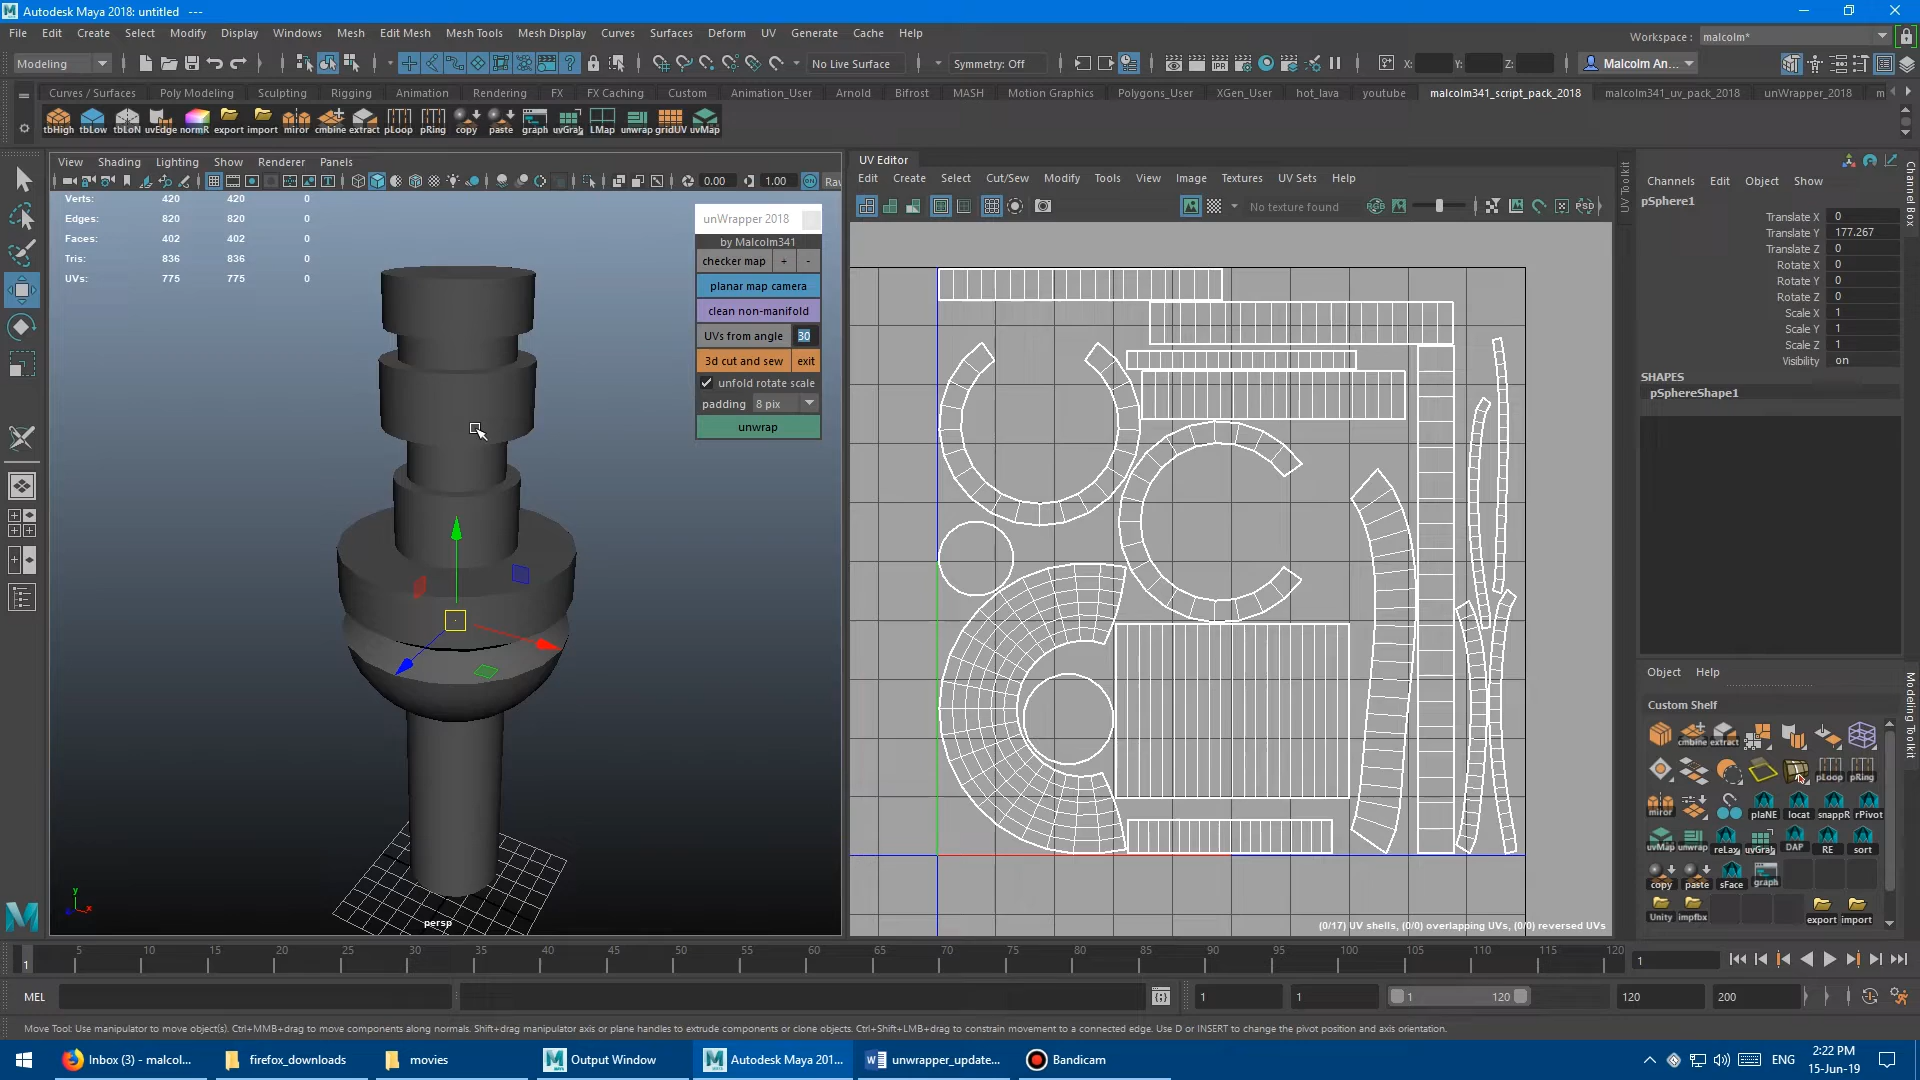 Autodesk Maya 2018: untitled ---
File Edit Create Select Modify Display Windows Mesh Edit Mesh Mesh Tools Mesh Display Curves Surfaces Deform UV Generate Cache Help
Workspace : malcolm*
Modeling
No Live Surface
Symmetry: Off
X: Y: Z:
Malcolm An...
Curves / Surfaces Poly Modeling Sculpting Rigging Animation Rendering FX FX Caching Custom Animation_User Arnold Bifrost MASH Motion Graphics Polygons_User XGen_User hot_lava youtube malcolm341_script_pack_2018 malcolm341_uv_pack_2018 unWrapper_2018 m
tbHigh tbLow tbLoN uvEdge normR export import miror cmbine extract pLoop pRing copy paste graph uvGrab LMap unwrap gridUV uvMap
View Shading Lighting Show Renderer Panels
0.00 1.00 Ra
Verts: 420 420 0
Edges: 820 820 0
Faces: 402 402 0
Tris: 836 836 0
UVs: 775 775 0
unWrapper 2018
by Malcolm341
checker map + -
planar map camera
clean non-manifold
UVs from angle 30
3d cut and sew exit
unfold rotate scale
padding 8 pix
unwrap
y
x
persp
UV Editor
Create Select Cut/Sew Modify Tools View Image Textures UV Sets Help
No texture found
(0/17) UV shells, (0/0) overlapping UVs, (0/0) reversed UVs
UV Toolkit
Channels Edit Object Show
pSphere1
Translate X 0
Translate Y 177.267
Translate Z 0
Rotate X 0
Rotate Y 0
Rotate Z 0
Scale X 1
Scale Y 1
Scale Z 1
Visibility on
SHAPES
pSphereShape1
Channel Box
Modeling Toolkit
Object Help
Custom Shelf
cmbine extract
pLoop pRing
miror plaNE locat snappR rPivot
uvMap unwrap reLax uvGrab DAP RE sort
copy paste sFace graph
Unity impfbx export import
5 10 15 20 25 30 35 40 45 50 55 60 65 70 75 80 85 90 95 100 105 110 115 120
1
1
MEL
1 1 1 120 120 200
Move Tool: Use manipulator to move object(s). Ctrl+MMB+drag to move components along normals. Shift+drag manipulator axis or plane handles to extrude components or clone objects. Ctrl+Shift+LMB+drag to constrain movement to a connected edge. Use D or INSERT to change the pivot position and axis orientation.
Inbox (3) - malcol... firefox_downloads movies Output Window Autodesk Maya 201... unwrapper_update... Bandicam
ENG
2:22 PM
15-Jun-19